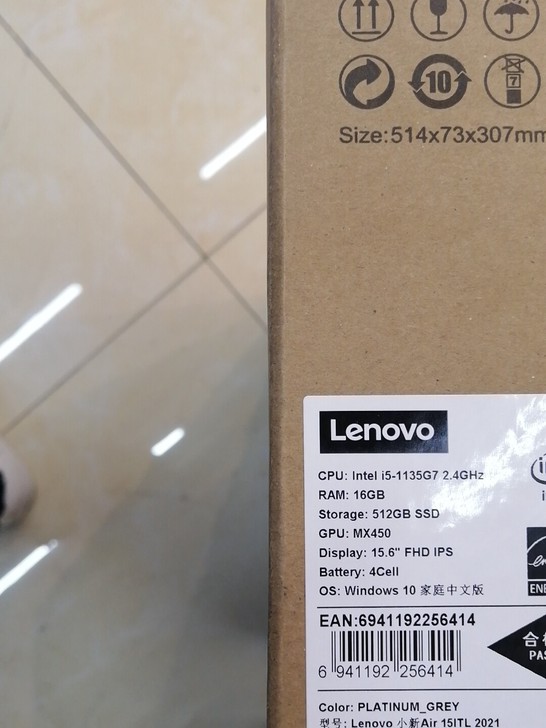 10
7
Size:514x73x307mm
Lenovo
CPU: Intel i5-1135G7 2.4GHz
RAM: 16GB
Storage: 512GB SSD
GPU: MX450
Display: 15.6" FHD IPS
Battery: 4Cell
OS: Windows 10 家庭中文版
EAN:6941192256414
6 941192 256414
Color: PLATINUM_GREY
型号: Lenovo 小新Air 15ITL 2021